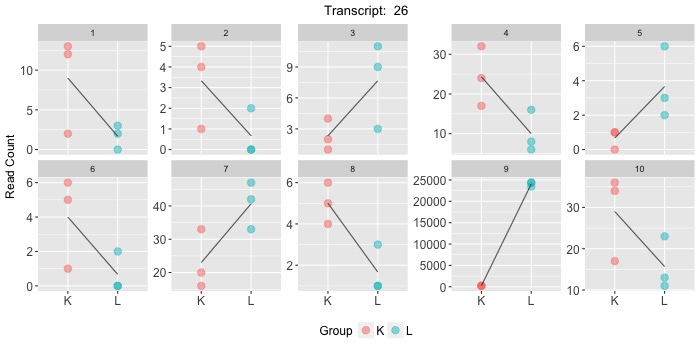 Transcript: 26
1 2 3 4 5
10 5 0
5 4 3 2 1 0
9 6 3
30 20 10
6 4 2 0
Read Count
6 7 8 9 10
6 4 2 0
40 30 20
6 4 2
25000 20000 15000 10000 5000 0
30 20 10
K L K L K L K L K L
Group K L